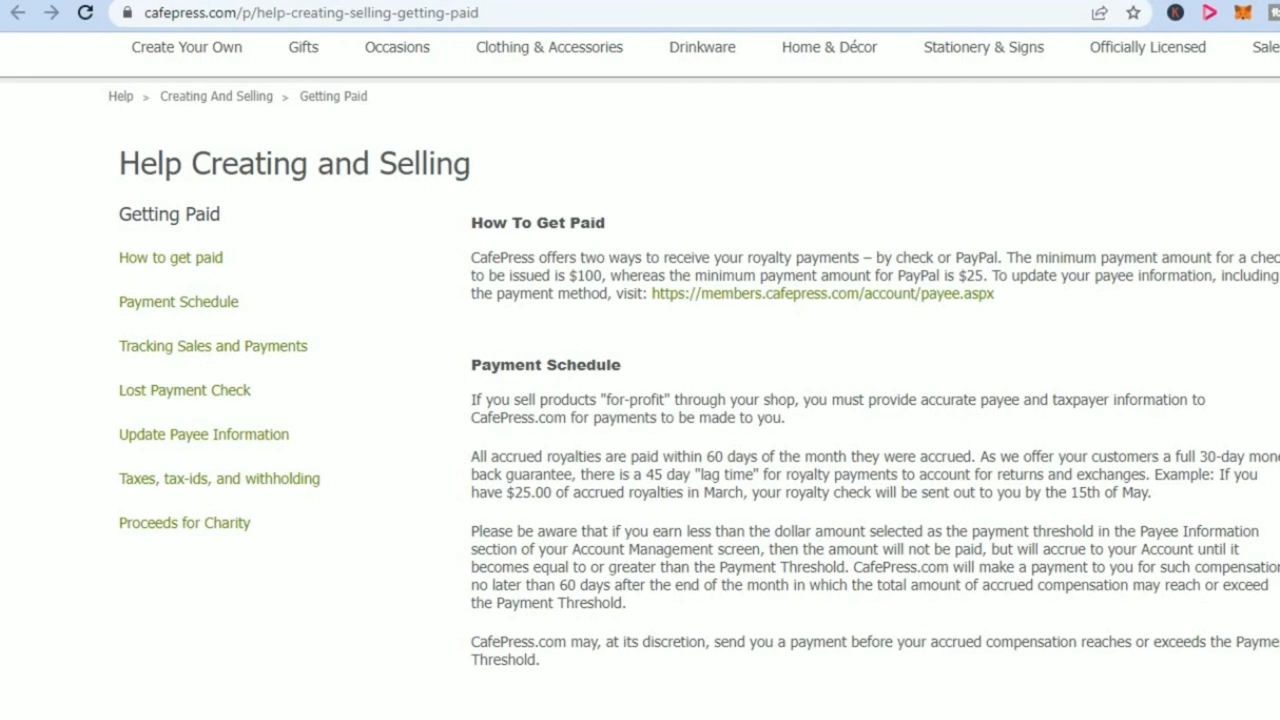 cafepress.com/p/help-creating-selling-getting-paid
Create Your Own Gifts Occasions Clothing & Accessories Drinkware Home & Décor Stationery & Signs Officially Licensed Sale
Help > Creating And Selling > Getting Paid
Help Creating and Selling
Getting Paid
How to get paid
Payment Schedule
Tracking Sales and Payments
Lost Payment Check
Update Payee Information
Taxes, tax-ids, and withholding
Proceeds for Charity
How To Get Paid
CafePress offers two ways to receive your royalty payments – by check or PayPal. The minimum payment amount for a chec
to be issued is $100, whereas the minimum payment amount for PayPal is $25. To update your payee information, including
the payment method, visit: https://members.cafepress.com/account/payee.aspx
Payment Schedule
If you sell products "for-profit" through your shop, you must provide accurate payee and taxpayer information to
CafePress.com for payments to be made to you.
All accrued royalties are paid within 60 days of the month they were accrued. As we offer your customers a full 30-day mone
back guarantee, there is a 45 day "lag time" for royalty payments to account for returns and exchanges. Example: If you
have $25.00 of accrued royalties in March, your royalty check will be sent out to you by the 15th of May.
Please be aware that if you earn less than the dollar amount selected as the payment threshold in the Payee Information
section of your Account Management screen, then the amount will not be paid, but will accrue to your Account until it
becomes equal to or greater than the Payment Threshold. CafePress.com will make a payment to you for such compensation
no later than 60 days after the end of the month in which the total amount of accrued compensation may reach or exceed
the Payment Threshold.
CafePress.com may, at its discretion, send you a payment before your accrued compensation reaches or exceeds the Payme
Threshold.